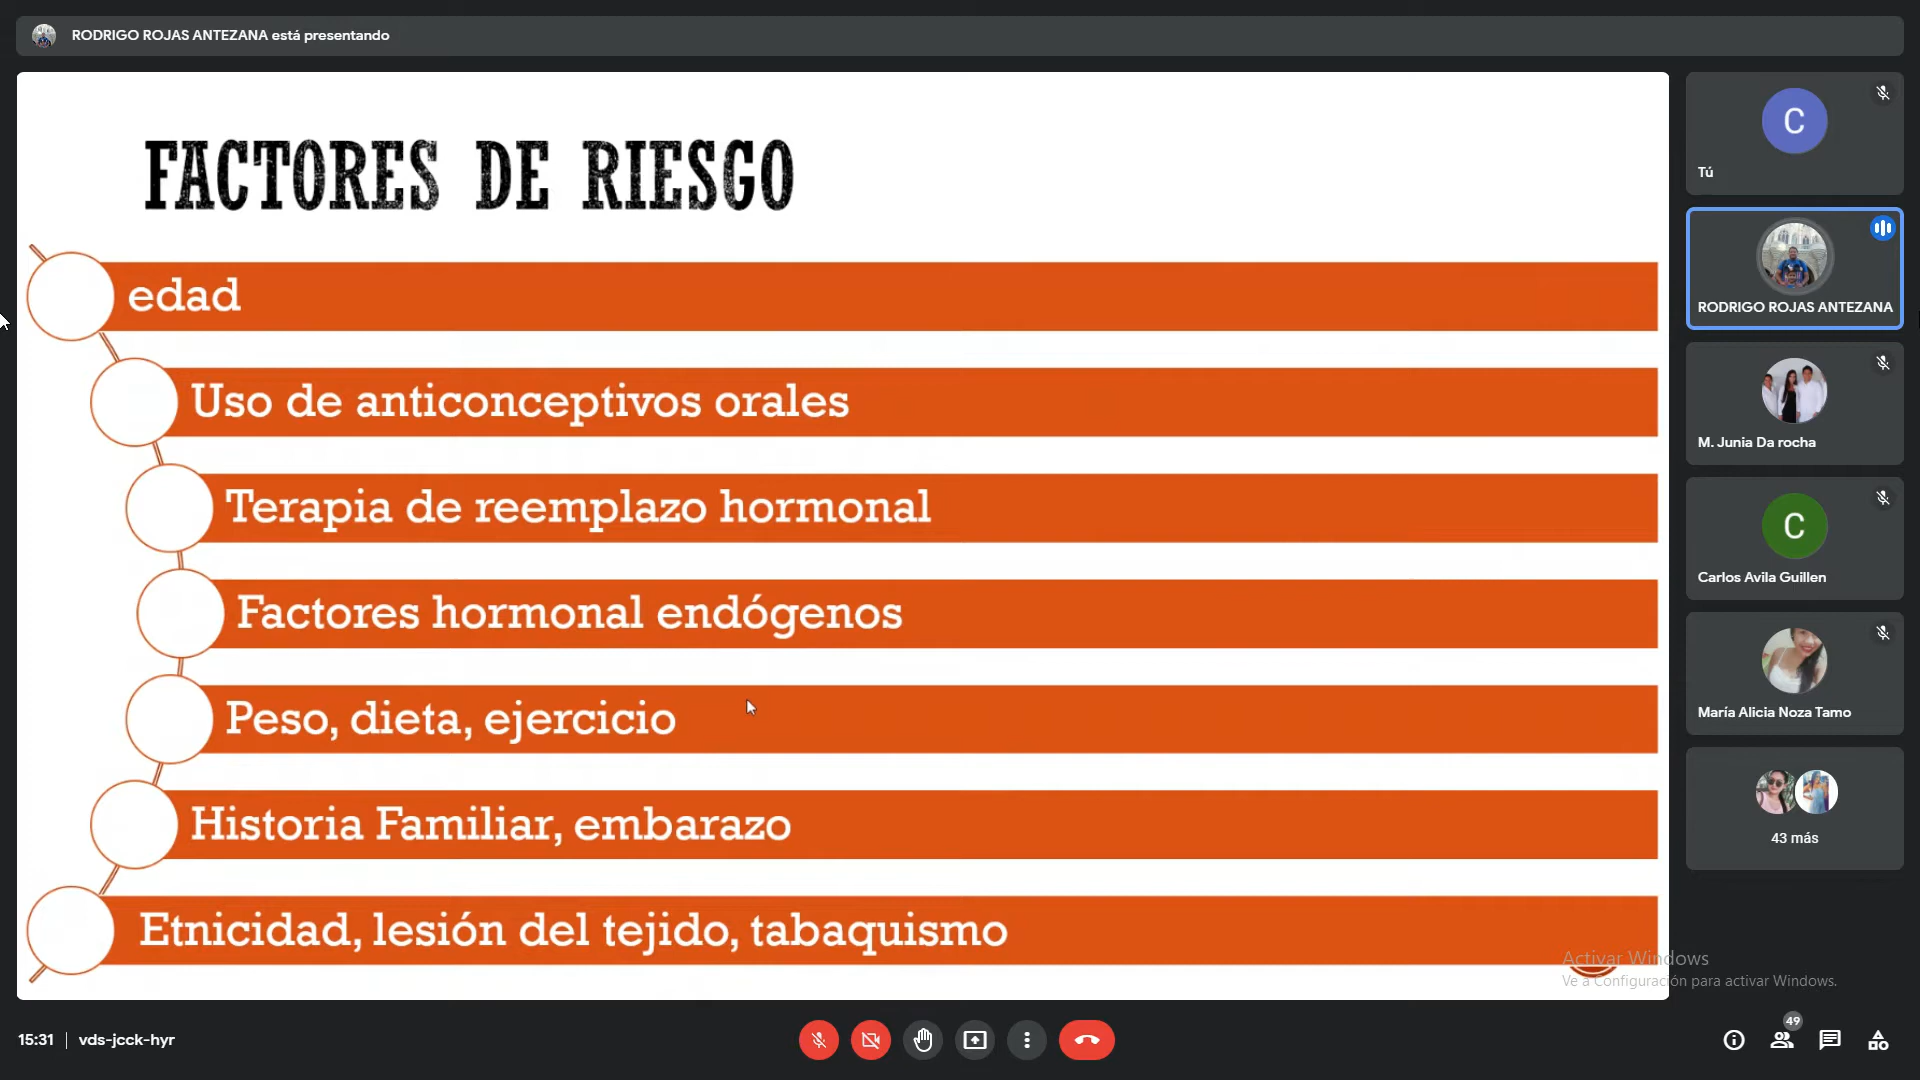 RODRIGO ROJAS ANTEZANA está presentando
FACTORES DE RIESGO
edad
Uso de anticonceptivos orales
Terapia de reemplazo hormonal
Factores hormonal endógenos
Peso, dieta, ejercicio
Historia Familiar, embarazo
Etnicidad, lesión del tejido, tabaquismo
C
Tú
RODRIGO ROJAS ANTEZANA
M. Junia Da rocha
C
Carlos Avila Guillen
María Alicia Noza Tamo
43 más
Activar Windows
Ve a Configuración para activar Windows.
15:31 | vds-jcck-hyr
49